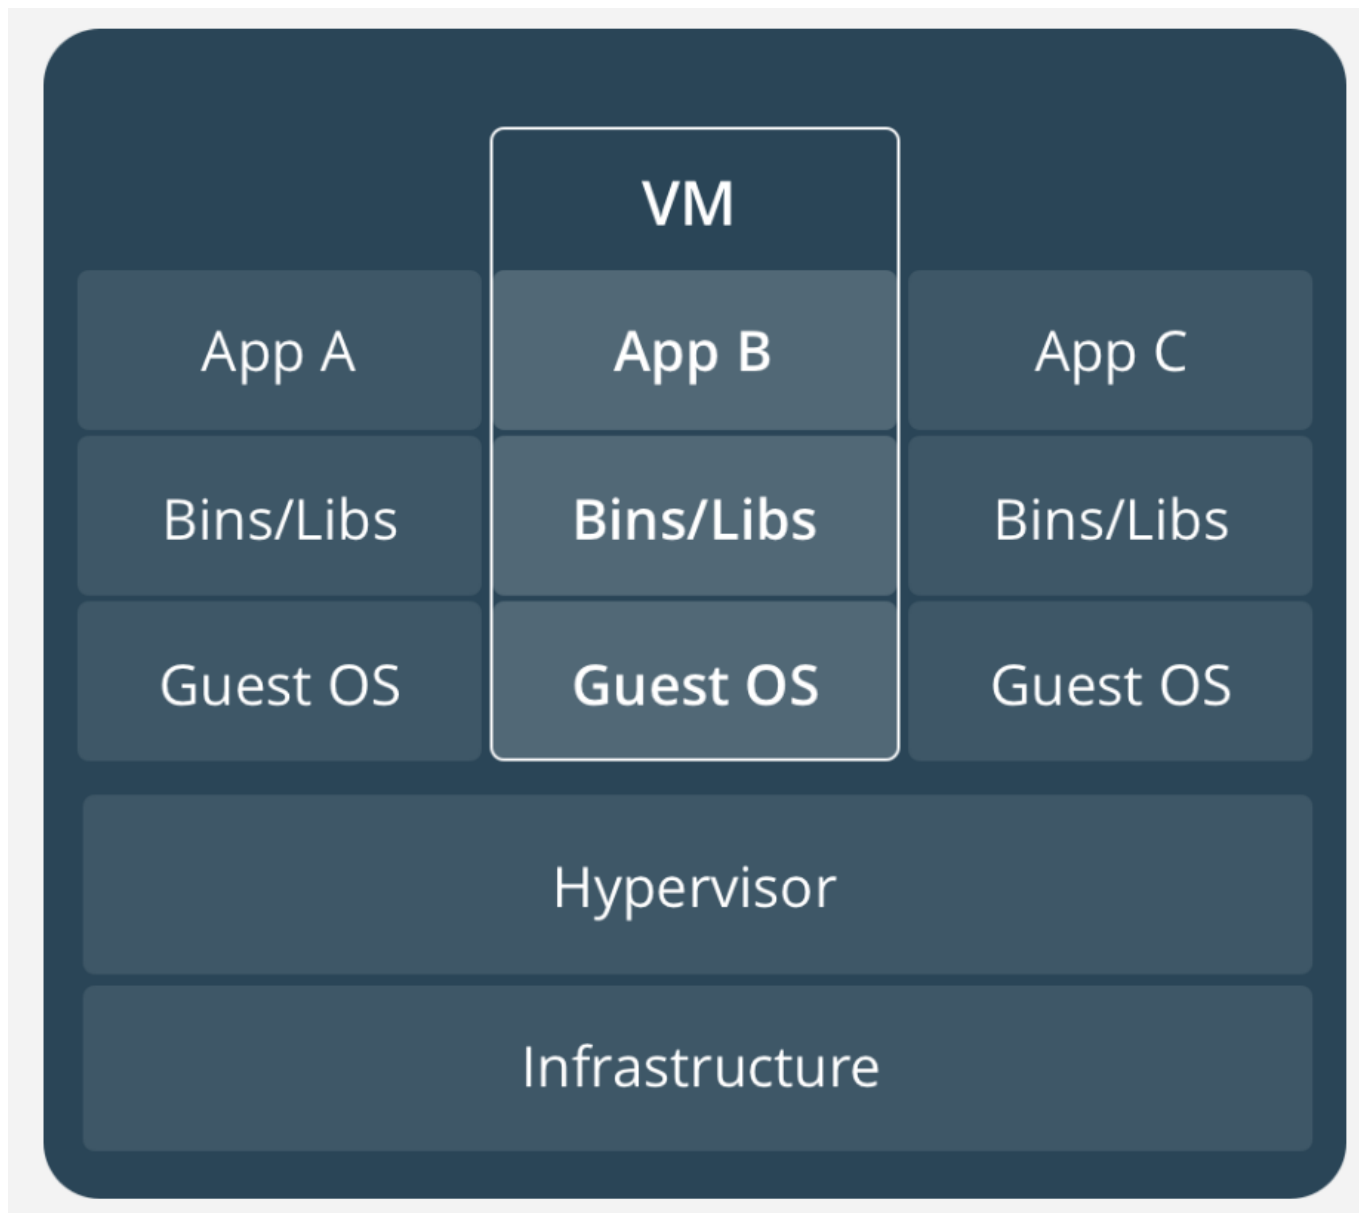 VM
App A
App B
App C
Bins/Libs
Bins/Libs
Bins/Libs
Guest OS
Guest OS
Guest OS
Hypervisor
Infrastructure